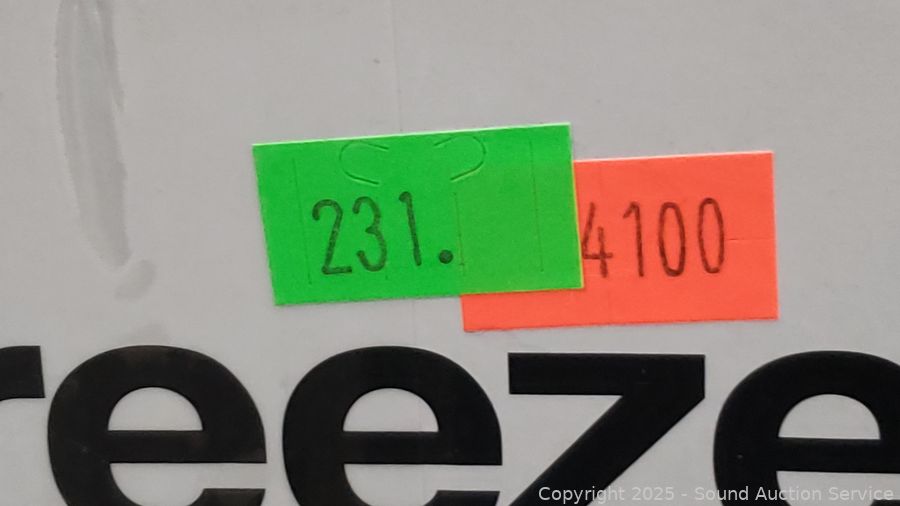 231.
4100
reeze
Copyright 2025 - Sound Auction Service